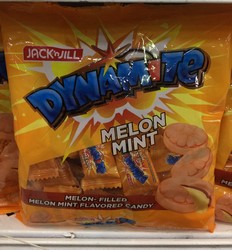 JACK 'n JILL
DYNAMITE
MELON
MINT
MELON- FILLED
MELON MINT FLAVORED CANDY